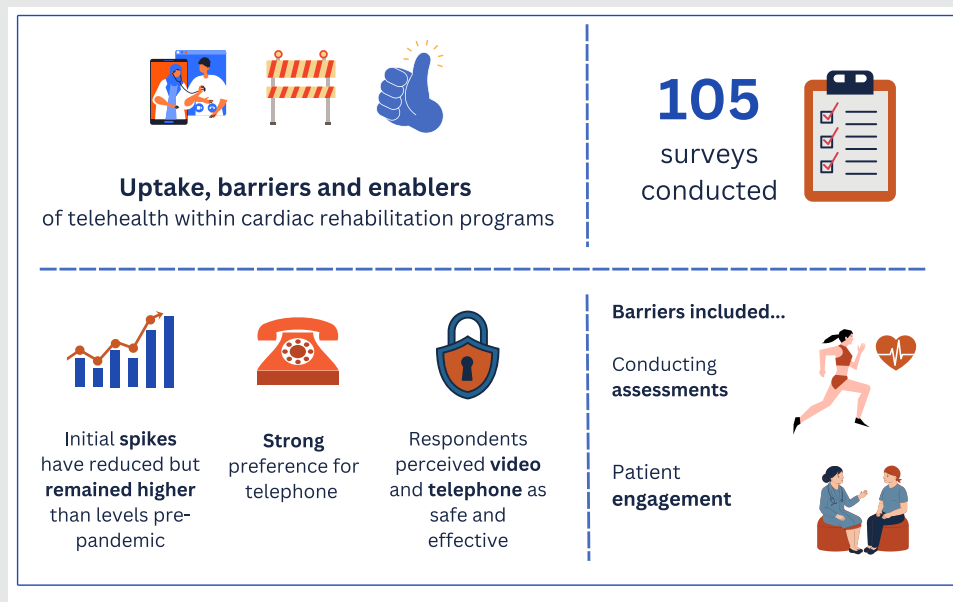 Uptake, barriers and enablers
of telehealth within cardiac rehabilitation programs
105
surveys
conducted
Initial spikes
have reduced but
remained higher
than levels pre-
pandemic
Strong
preference for
telephone
Respondents
perceived video
and telephone as
safe and
effective
Barriers included...
Conducting
assessments
Patient
engagement